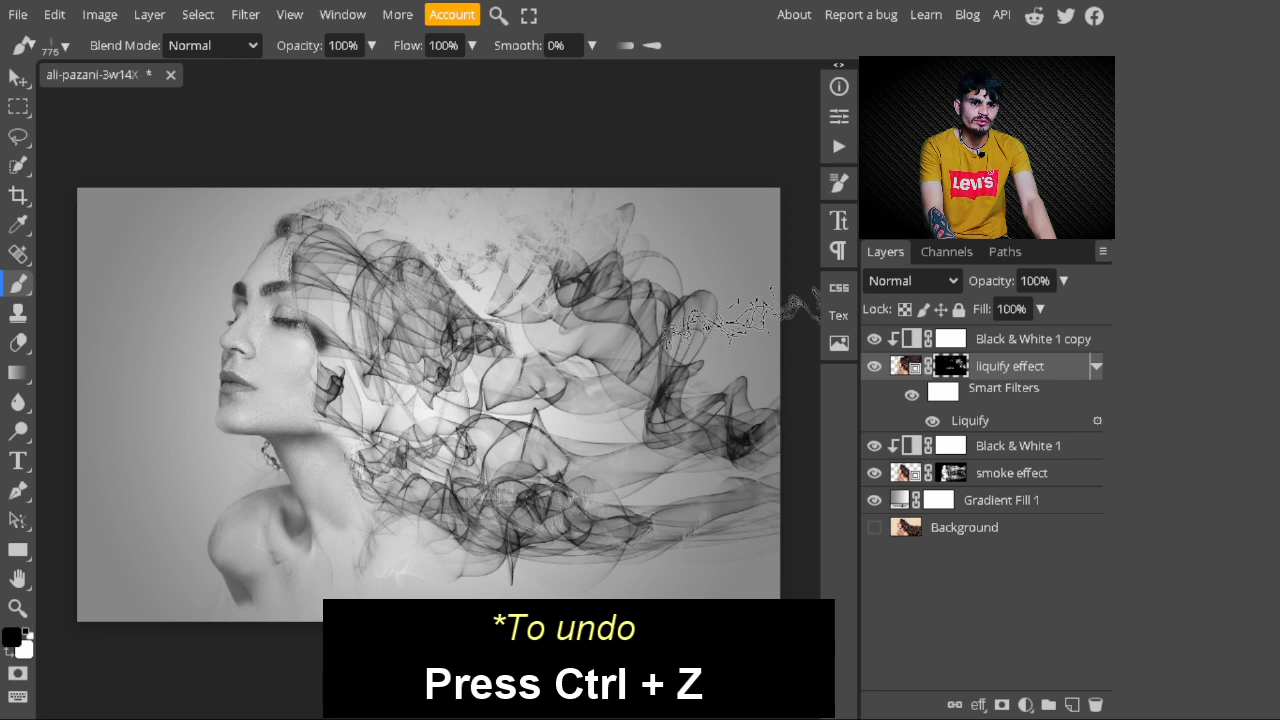 File Edit Image Layer Select Filter View Window More Account About Report a bug Learn Blog API
775 Blend Mode: Normal Opacity: 100% Flow: 100% Smooth: 0%
ali-pazani-3w14X *
Levi's
Tt
Layers Channels Paths
Normal Opacity: 100%
CSS
Lock: Fill: 100%
Tex
Black & White 1 copy
liquify effect
Smart Filters
Liquify
Black & White 1
smoke effect
Gradient Fill 1
Background
*To undo
Press Ctrl + Z
eff